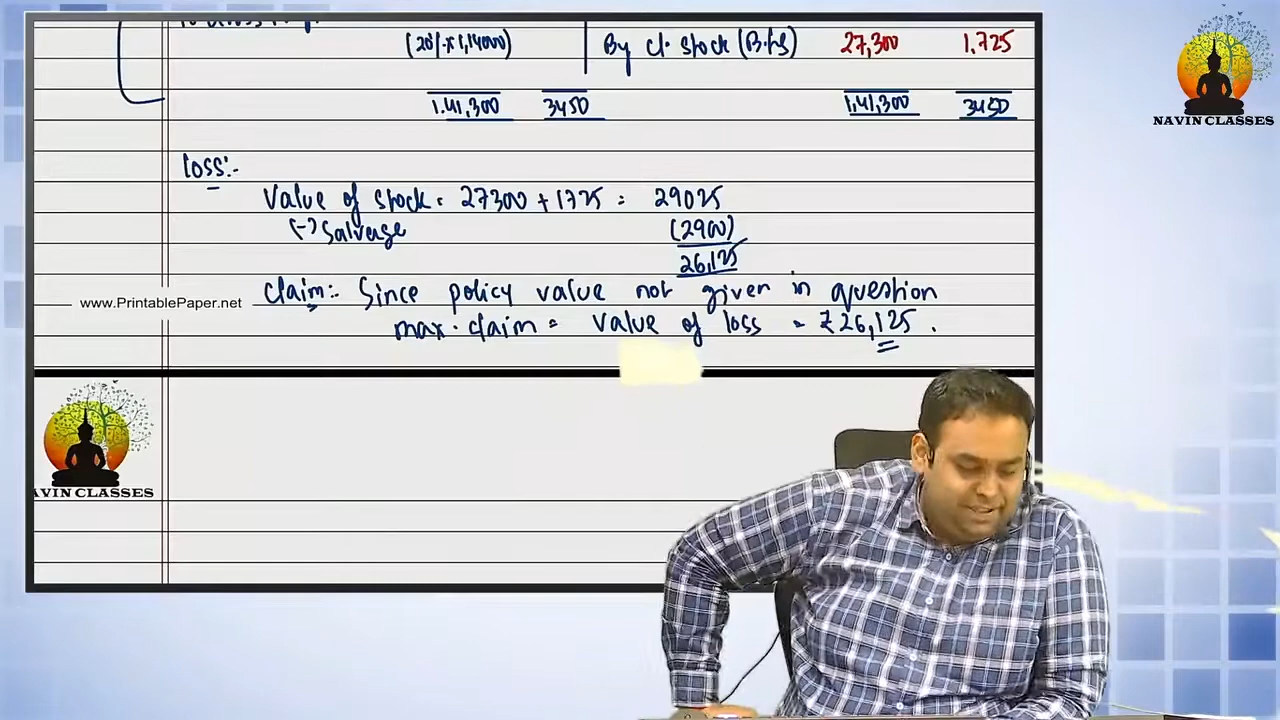 (20% x 1,14000) By cl. stock (B.fig) 27,300 1,725
1,41,300 3450 1,41,300 3450
NAVIN CLASSES
Loss:-
Value of stock = 27300 + 1725 = 29025
(-) Salvage (2900)
26,125
www.PrintablePaper.net
Claim:- Since policy value not given in question
max. claim = Value of loss = ₹26,125.
NAVIN CLASSES